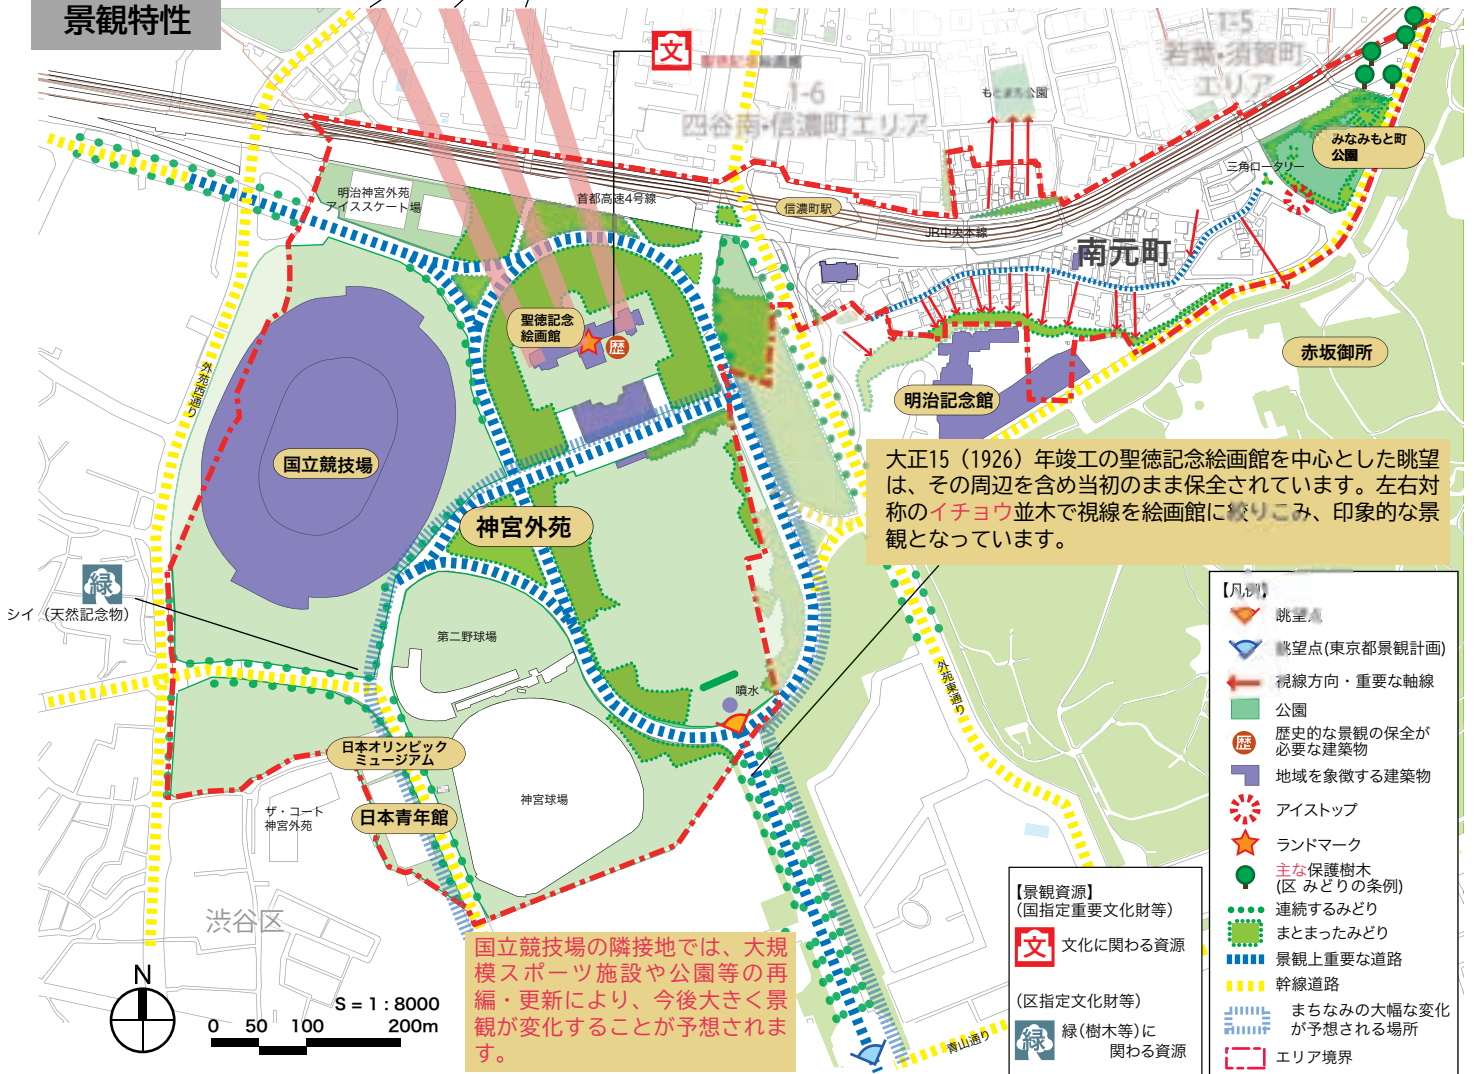 景観特性
文
絵画館
1-6
四谷南・信濃町エリア
1-5
若葉・須賀町
エリア
もとまち公園
みなみもと町
公園
三角ロータリー
明治神宮外苑
アイススケート場
首都高速4号線
信濃町駅
JR中央本線
南元町
聖徳記念
絵画館
歴
外苑西通り
国立競技場
明治記念館
赤坂御所
大正15（1926）年竣工の聖徳記念絵画館を中心とした眺望
は、その周辺を含め当初のまま保全されています。左右対
称のイチョウ並木で視線を絵画館に絞りこみ、印象的な景
観となっています。
神宮外苑
緑
シイ（天然記念物）
第二野球場
噴水
外苑東通り
日本オリンピック
ミュージアム
神宮球場
ザ・コート
神宮外苑
日本青年館
渋谷区
国立競技場の隣接地では、大規
模スポーツ施設や公園等の再
編・更新により、今後大きく景
観が変化することが予想されま
す。
青山通り
N
S = 1 : 8000
0 50 100 200m
【景観資源】
(国指定重要文化財等)
文 文化に関わる資源
(区指定文化財等)
緑 緑(樹木等)に
関わる資源
【凡例】
眺望点
眺望点(東京都景観計画)
視線方向・重要な軸線
公園
歴 歴史的な景観の保全が
必要な建築物
地域を象徴する建築物
アイストップ
ランドマーク
主な保護樹木
(区 みどりの条例)
連続するみどり
まとまったみどり
景観上重要な道路
幹線道路
まちなみの大幅な変化
が予想される場所
エリア境界